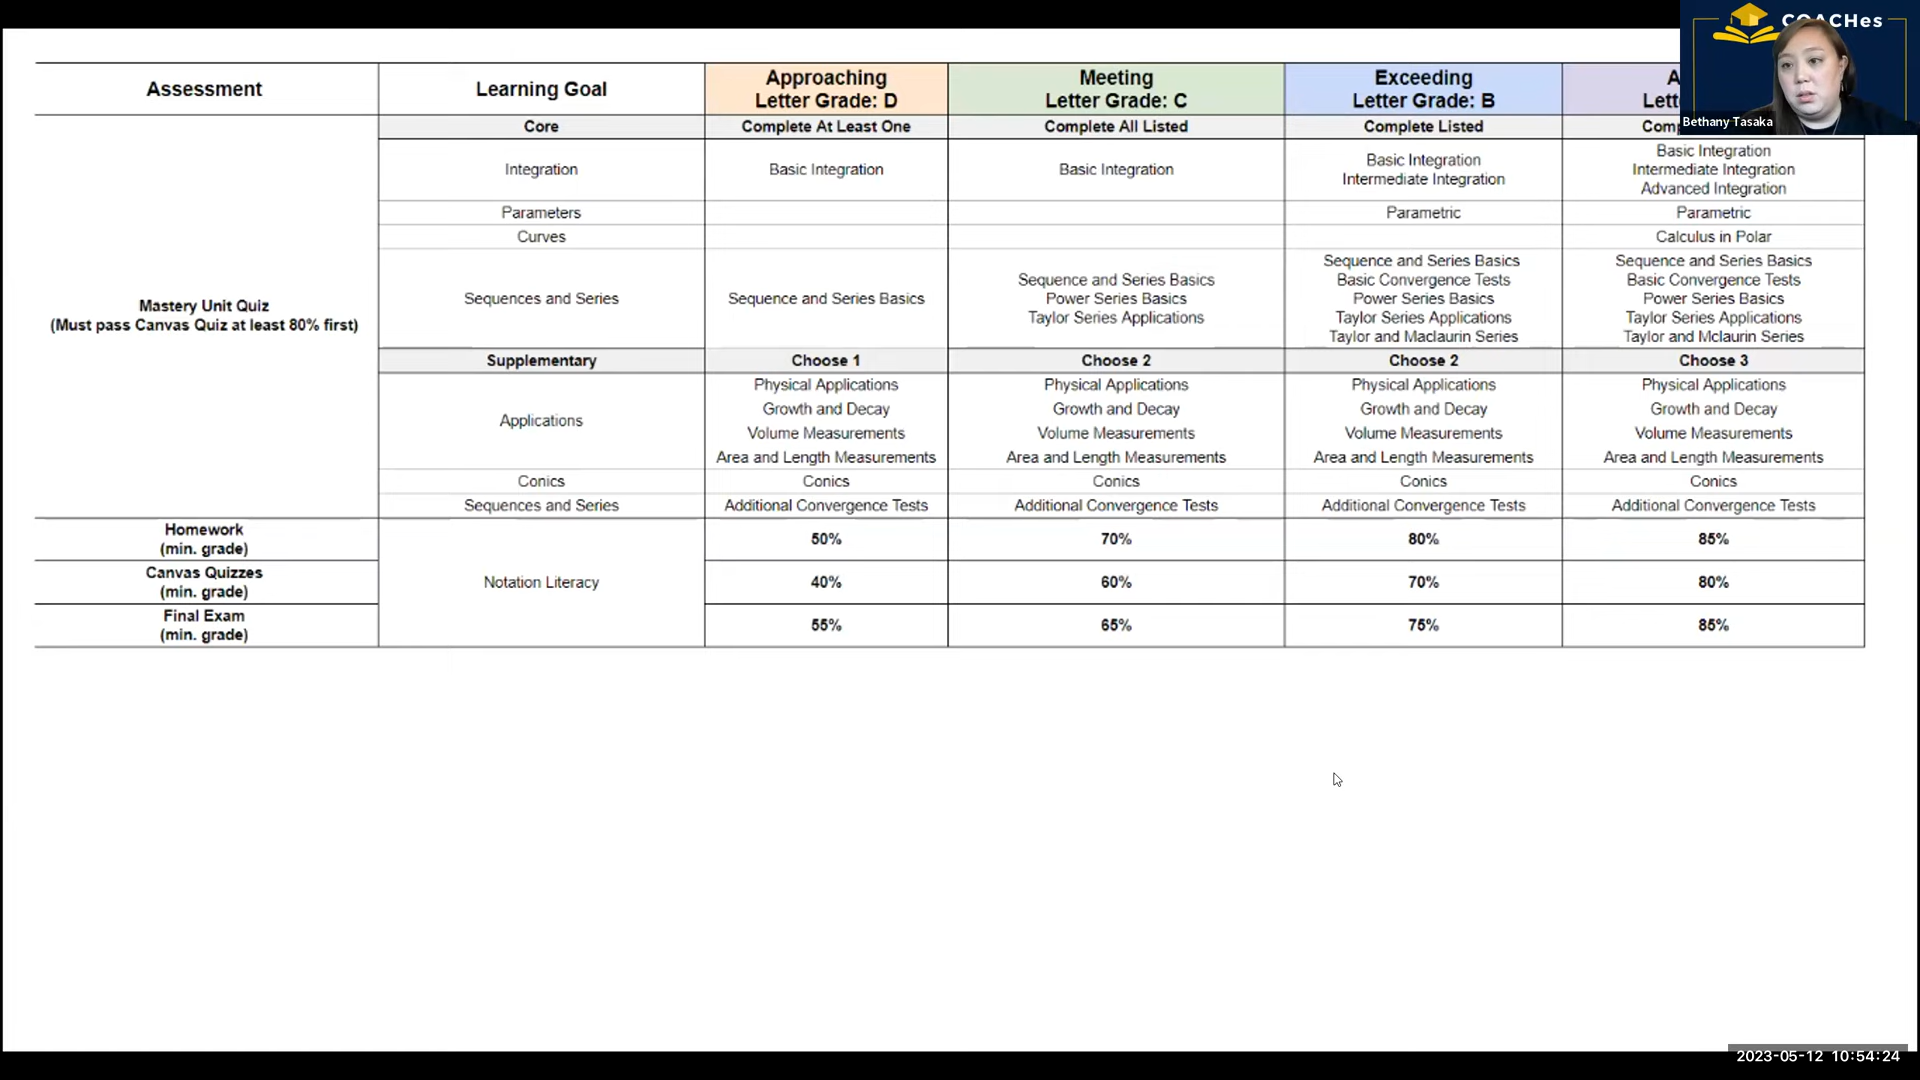 COACHes
Bethany Tasaka
Assessment
Learning Goal
Approaching
Letter Grade: D
Meeting
Letter Grade: C
Exceeding
Letter Grade: B
Core
Complete At Least One
Complete All Listed
Complete Listed
Integration
Basic Integration
Basic Integration
Basic Integration
Intermediate Integration
Basic Integration
Intermediate Integration
Advanced Integration
Parameters
Parametric
Parametric
Curves
Calculus in Polar
Mastery Unit Quiz
(Must pass Canvas Quiz at least 80% first)
Sequences and Series
Sequence and Series Basics
Sequence and Series Basics
Power Series Basics
Taylor Series Applications
Sequence and Series Basics
Basic Convergence Tests
Power Series Basics
Taylor Series Applications
Taylor and Maclaurin Series
Sequence and Series Basics
Basic Convergence Tests
Power Series Basics
Taylor Series Applications
Taylor and Mclaurin Series
Supplementary
Choose 1
Choose 2
Choose 2
Choose 3
Applications
Physical Applications
Growth and Decay
Volume Measurements
Area and Length Measurements
Physical Applications
Growth and Decay
Volume Measurements
Area and Length Measurements
Physical Applications
Growth and Decay
Volume Measurements
Area and Length Measurements
Physical Applications
Growth and Decay
Volume Measurements
Area and Length Measurements
Conics
Conics
Conics
Conics
Conics
Sequences and Series
Additional Convergence Tests
Additional Convergence Tests
Additional Convergence Tests
Additional Convergence Tests
Homework
(min. grade)
50%
70%
80%
85%
Canvas Quizzes
(min. grade)
Notation Literacy
40%
60%
70%
80%
Final Exam
(min. grade)
55%
65%
75%
85%
2023-05-12 10:54:24